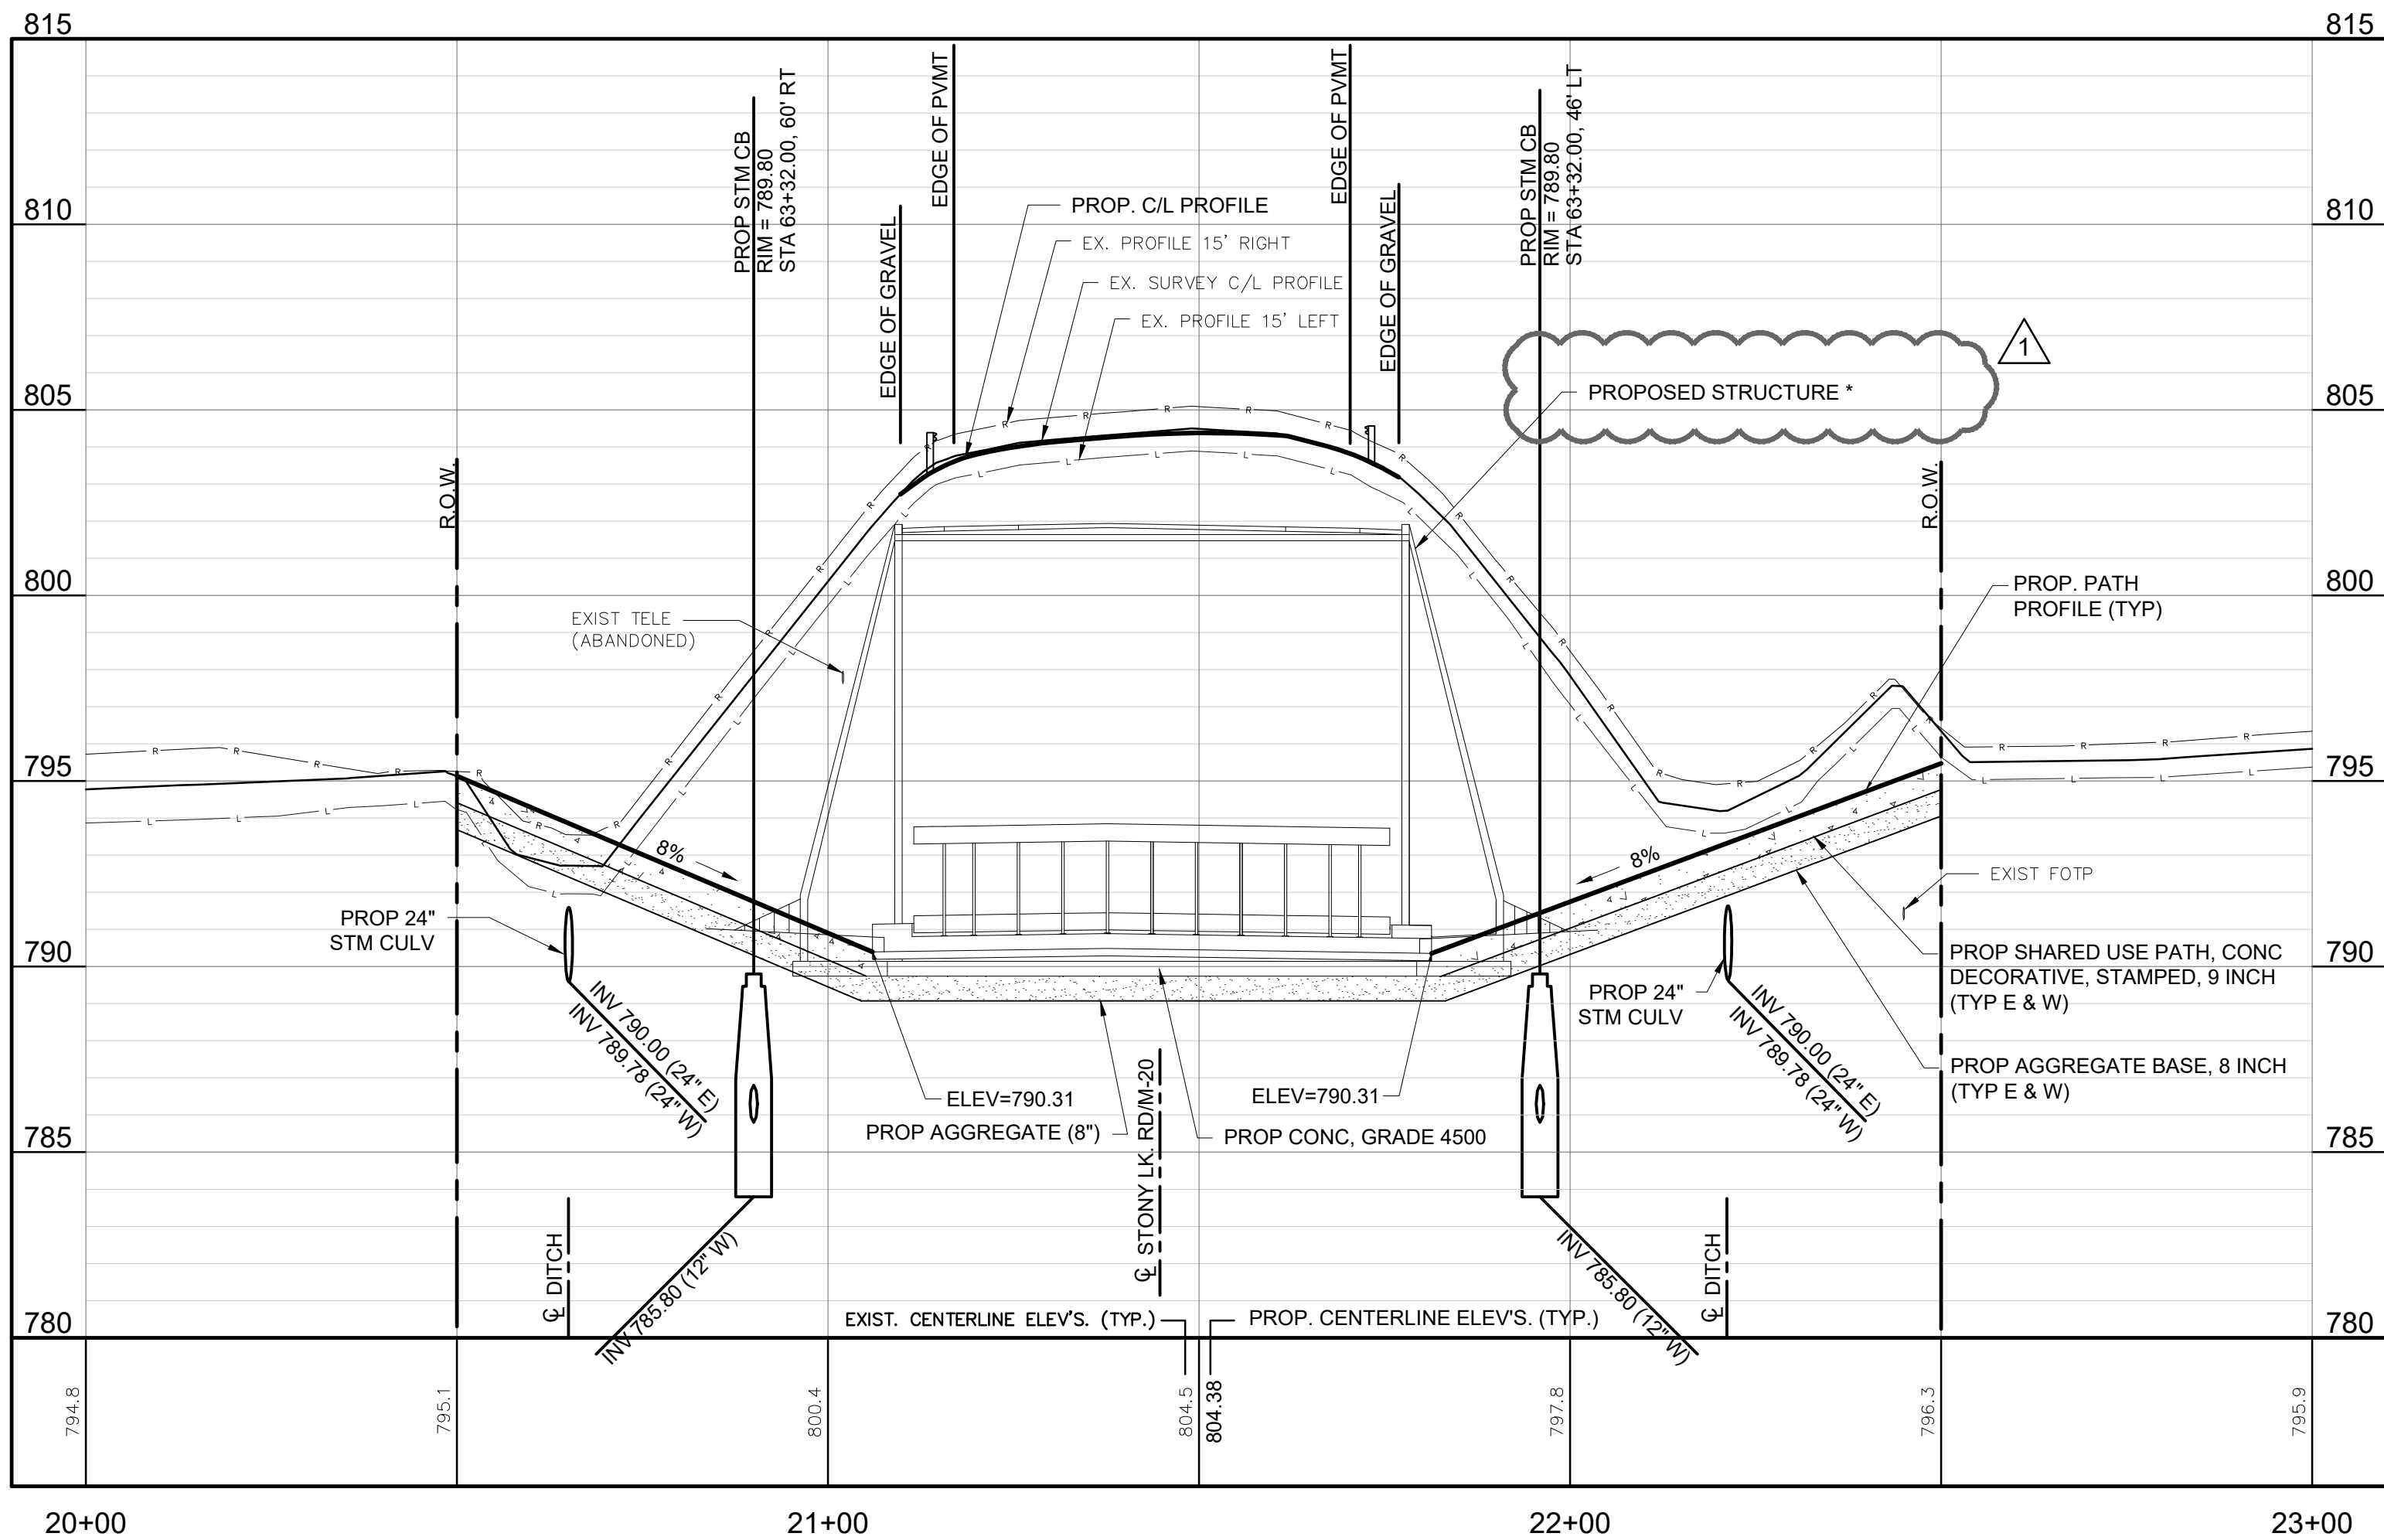 815
815
810
810
805
805
800
800
795
795
790
790
785
785
780
780
PROP STM CB
RIM = 789.80
STA 63+32.00, 60' RT
EDGE OF GRAVEL
EDGE OF PVMT
PROP. C/L PROFILE
EX. PROFILE 15' RIGHT
EX. SURVEY C/L PROFILE
EX. PROFILE 15' LEFT
EDGE OF PVMT
EDGE OF GRAVEL
PROP STM CB
RIM = 789.80
STA 63+32.00, 46' LT
1
PROPOSED STRUCTURE *
R.O.W.
R.O.W.
EXIST TELE
(ABANDONED)
PROP. PATH
PROFILE (TYP)
8%
8%
EXIST FOTP
PROP 24"
STM CULV
INV 790.00 (24" E)
INV 789.78 (24" W)
PROP 24"
STM CULV
INV 790.00 (24" E)
INV 789.78 (24" W)
PROP SHARED USE PATH, CONC
DECORATIVE, STAMPED, 9 INCH
(TYP E & W)
PROP AGGREGATE BASE, 8 INCH
(TYP E & W)
ELEV=790.31
PROP AGGREGATE (8")
℄ STONY LK. RD/M-20
ELEV=790.31
PROP CONC, GRADE 4500
℄ DITCH
INV 785.80 (12" W)
INV 785.80 (12" W)
℄ DITCH
EXIST. CENTERLINE ELEV'S. (TYP.)
PROP. CENTERLINE ELEV"S. (TYP.)
794.8
795.1
800.4
804.5
804.38
797.8
796.3
795.9
20+00
21+00
22+00
23+00